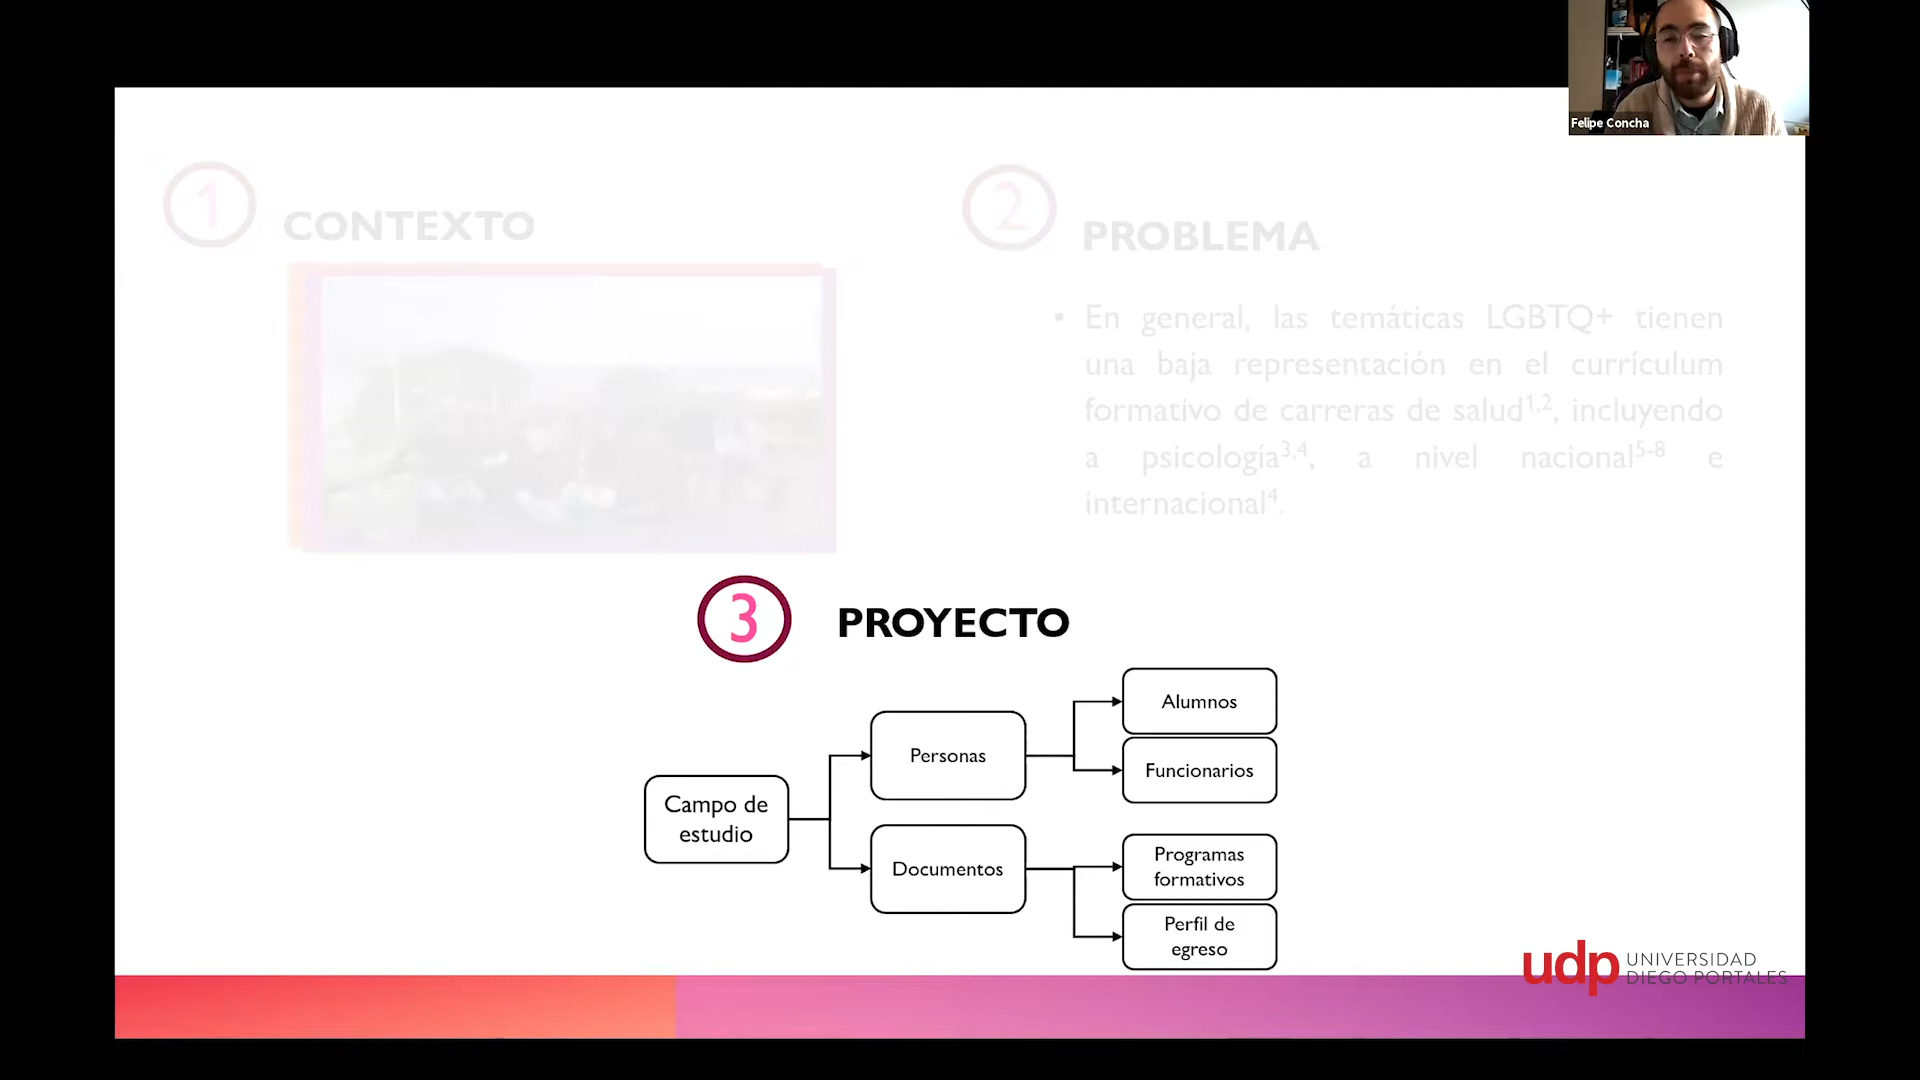 Felipe Concha
1
CONTEXTO
2
PROBLEMA
• En general, las temáticas LGBTQ+ tienen
una baja representación en el currículum
formativo de carreras de salud1,2, incluyendo
a psicología3,4, a nivel nacional5-8 e
internacional4.
3
PROYECTO
Campo de
estudio
Personas
Alumnos
Funcionarios
Documentos
Programas
formativos
Perfil de
egreso
udp UNIVERSIDAD
DIEGO PORTALES